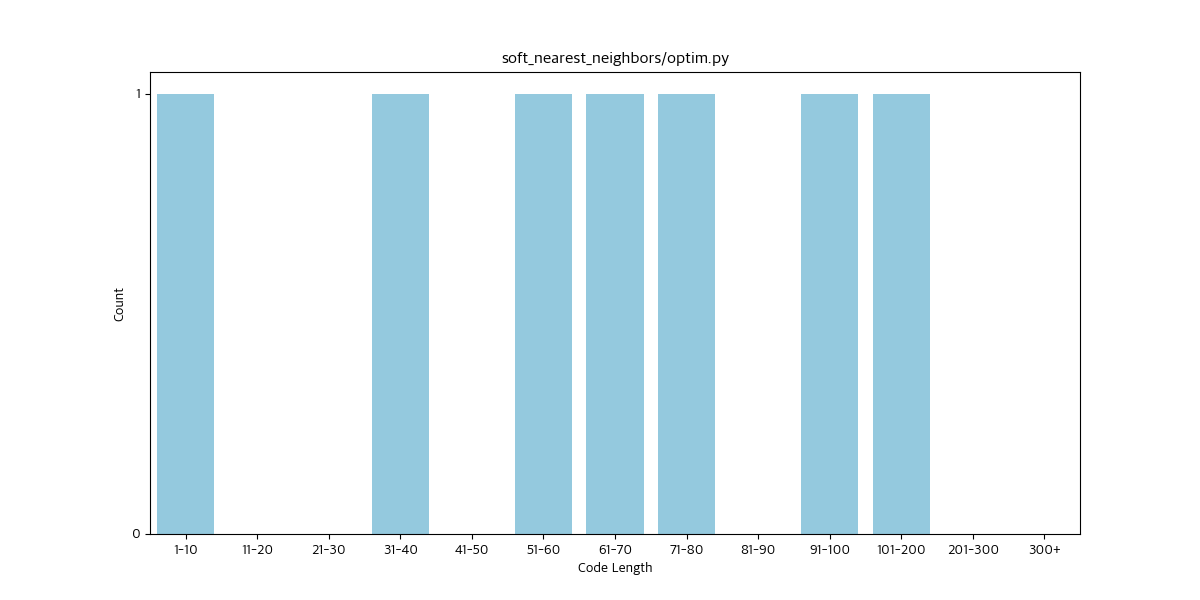 soft_nearest_neighbors/optim.py
Count
1
0
1-10 11-20 21-30 31-40 41-50 51-60 61-70 71-80 81-90 91-100 101-200 201-300 300+
Code Length